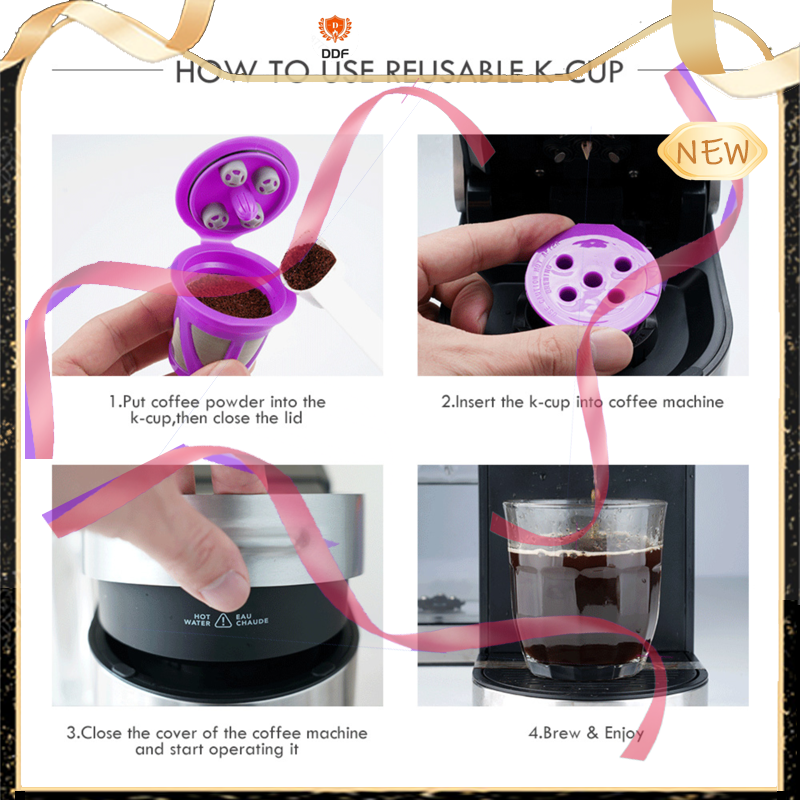 DDF
HOW TO USE REUSABLE K-CUP
NEW
1.Put coffee powder into the
k-cup,then close the lid
2.Insert the k-cup into coffee machine
HOT
WATER
EAU
CHAUDE
3.Close the cover of the coffee machine
and start operating it
4.Brew & Enjoy